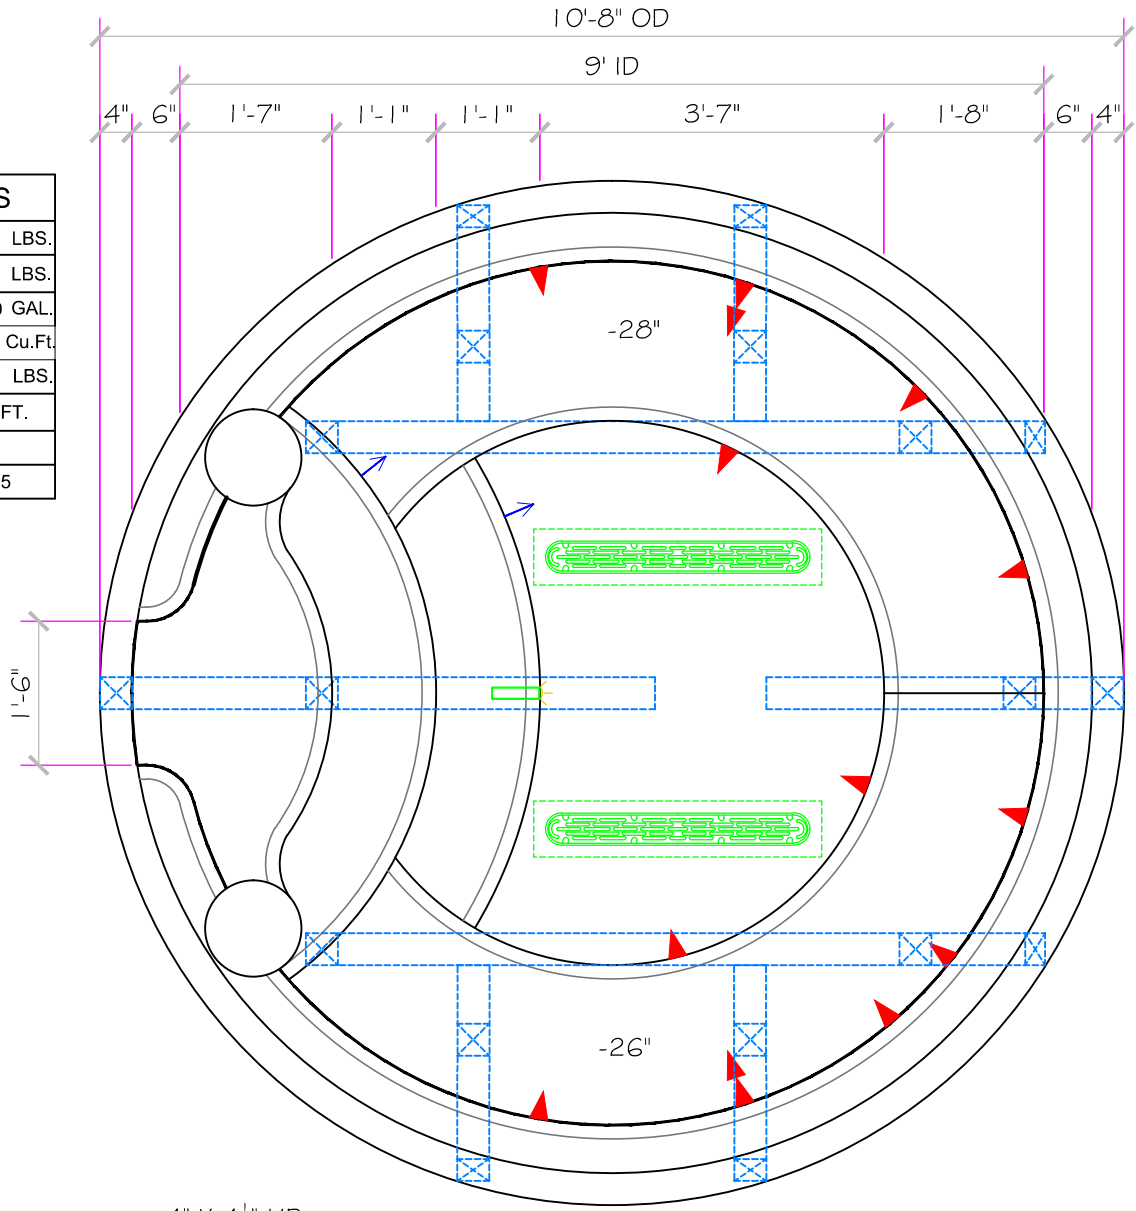 10'-8" OD
9' ID
4" 6" 1'-7" 1'-1" 1'-1" 3'-7" 1'-8" 6" 4"
S
LBS.
LBS.
GAL.
Cu.Ft.
LBS.
FT.
5
-28"
1'-6"
-26"